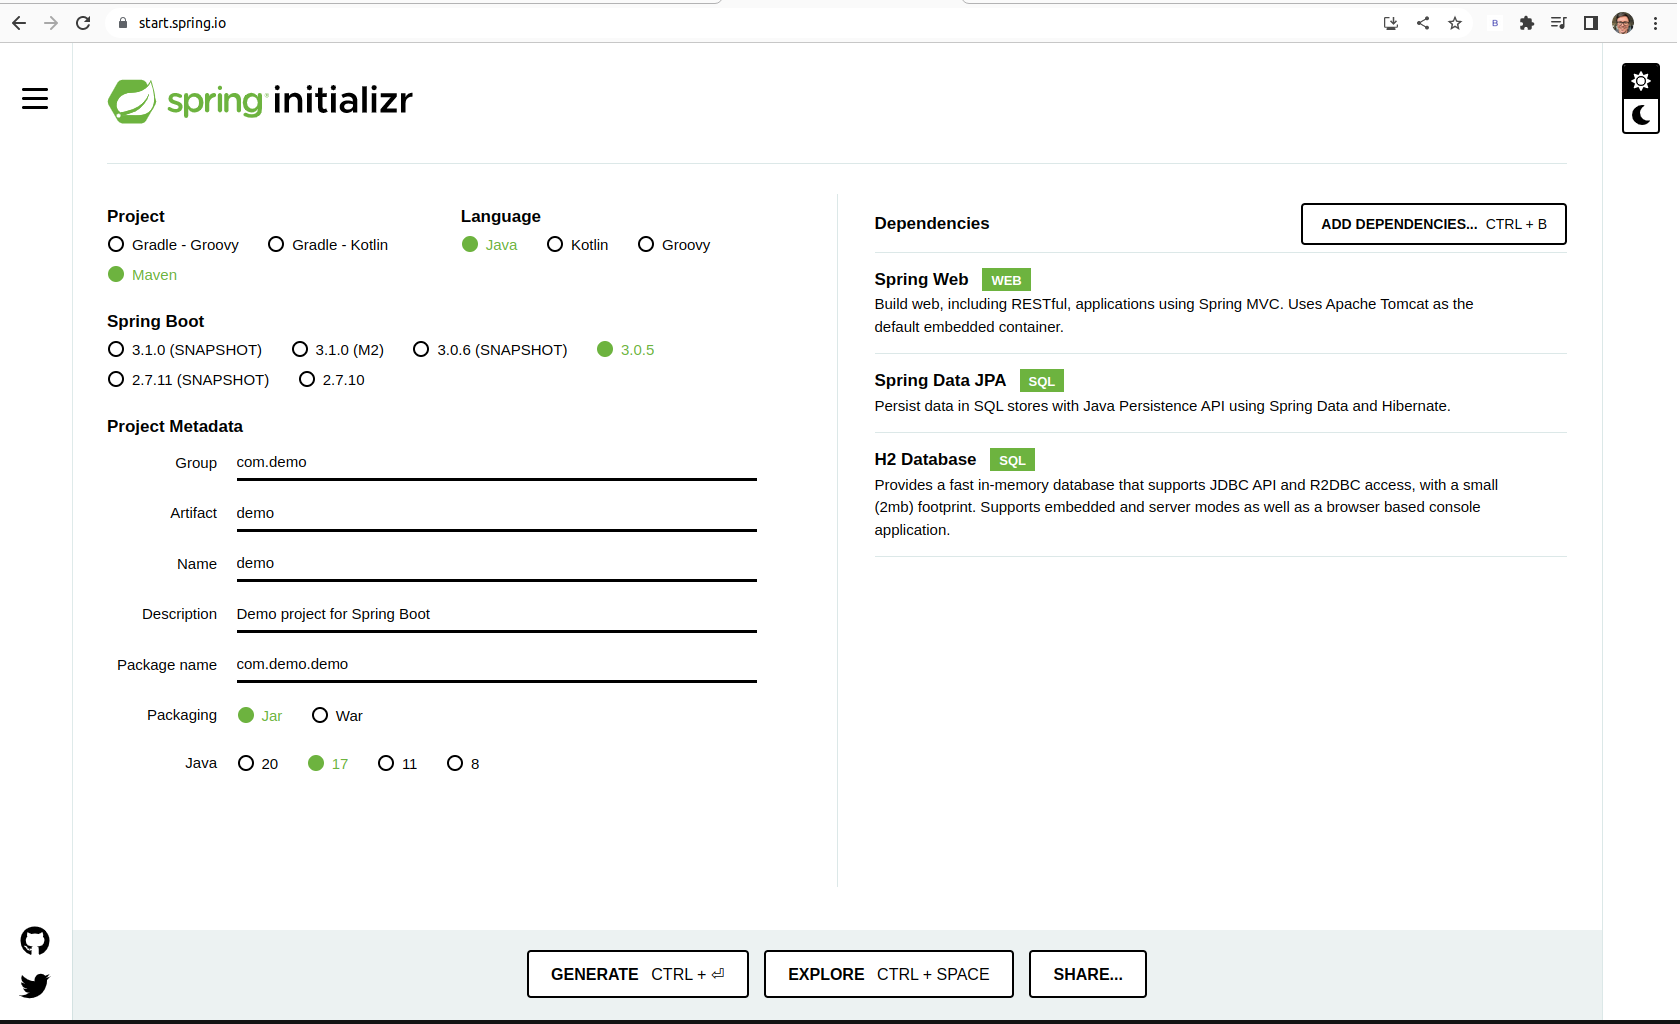 start.spring.io
B
spring initializr
Project
Gradle - Groovy Gradle - Kotlin
Maven
Language
Java Kotlin Groovy
Spring Boot
3.1.0 (SNAPSHOT) 3.1.0 (M2) 3.0.6 (SNAPSHOT) 3.0.5
2.7.11 (SNAPSHOT) 2.7.10
Project Metadata
Group com.demo
Artifact demo
Name demo
Description Demo project for Spring Boot
Package name com.demo.demo
Packaging Jar War
Java 20 17 11 8
Dependencies ADD DEPENDENCIES... CTRL + B
Spring Web WEB
Build web, including RESTful, applications using Spring MVC. Uses Apache Tomcat as the
default embedded container.
Spring Data JPA SQL
Persist data in SQL stores with Java Persistence API using Spring Data and Hibernate.
H2 Database SQL
Provides a fast in-memory database that supports JDBC API and R2DBC access, with a small
(2mb) footprint. Supports embedded and server modes as well as a browser based console
application.
GENERATE CTRL + ⏎ EXPLORE CTRL + SPACE SHARE...